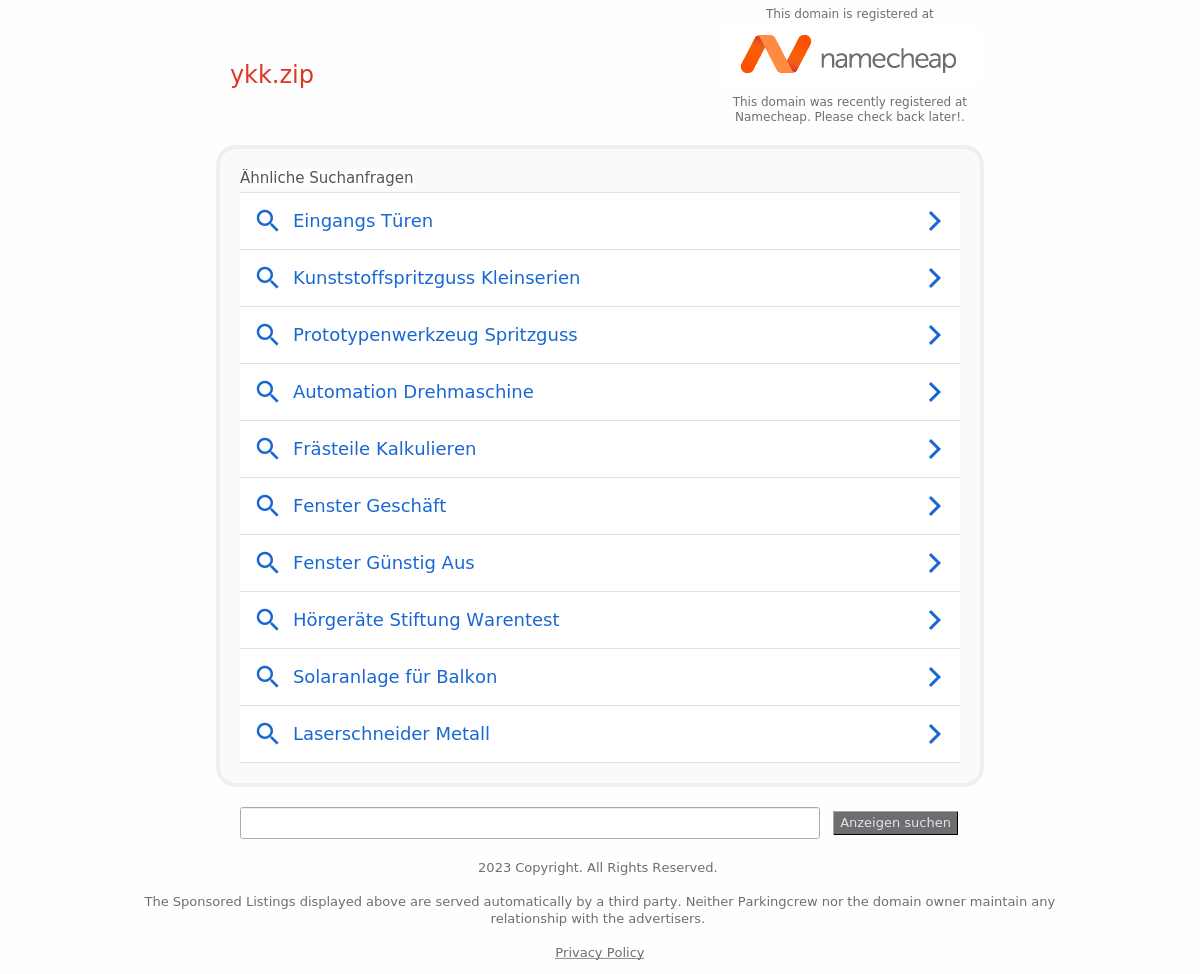 This domain is registered at
namecheap
ykk.zip
This domain was recently registered at
Namecheap. Please check back later!.
Ähnliche Suchanfragen
Eingangs Türen
Kunststoffspritzguss Kleinserien
Prototypenwerkzeug Spritzguss
Automation Drehmaschine
Frästeile Kalkulieren
Fenster Geschäft
Fenster Günstig Aus
Hörgeräte Stiftung Warentest
Solaranlage für Balkon
Laserschneider Metall
Anzeigen suchen
2023 Copyright. All Rights Reserved.
The Sponsored Listings displayed above are served automatically by a third party. Neither Parkingcrew nor the domain owner maintain any
relationship with the advertisers.
Privacy Policy